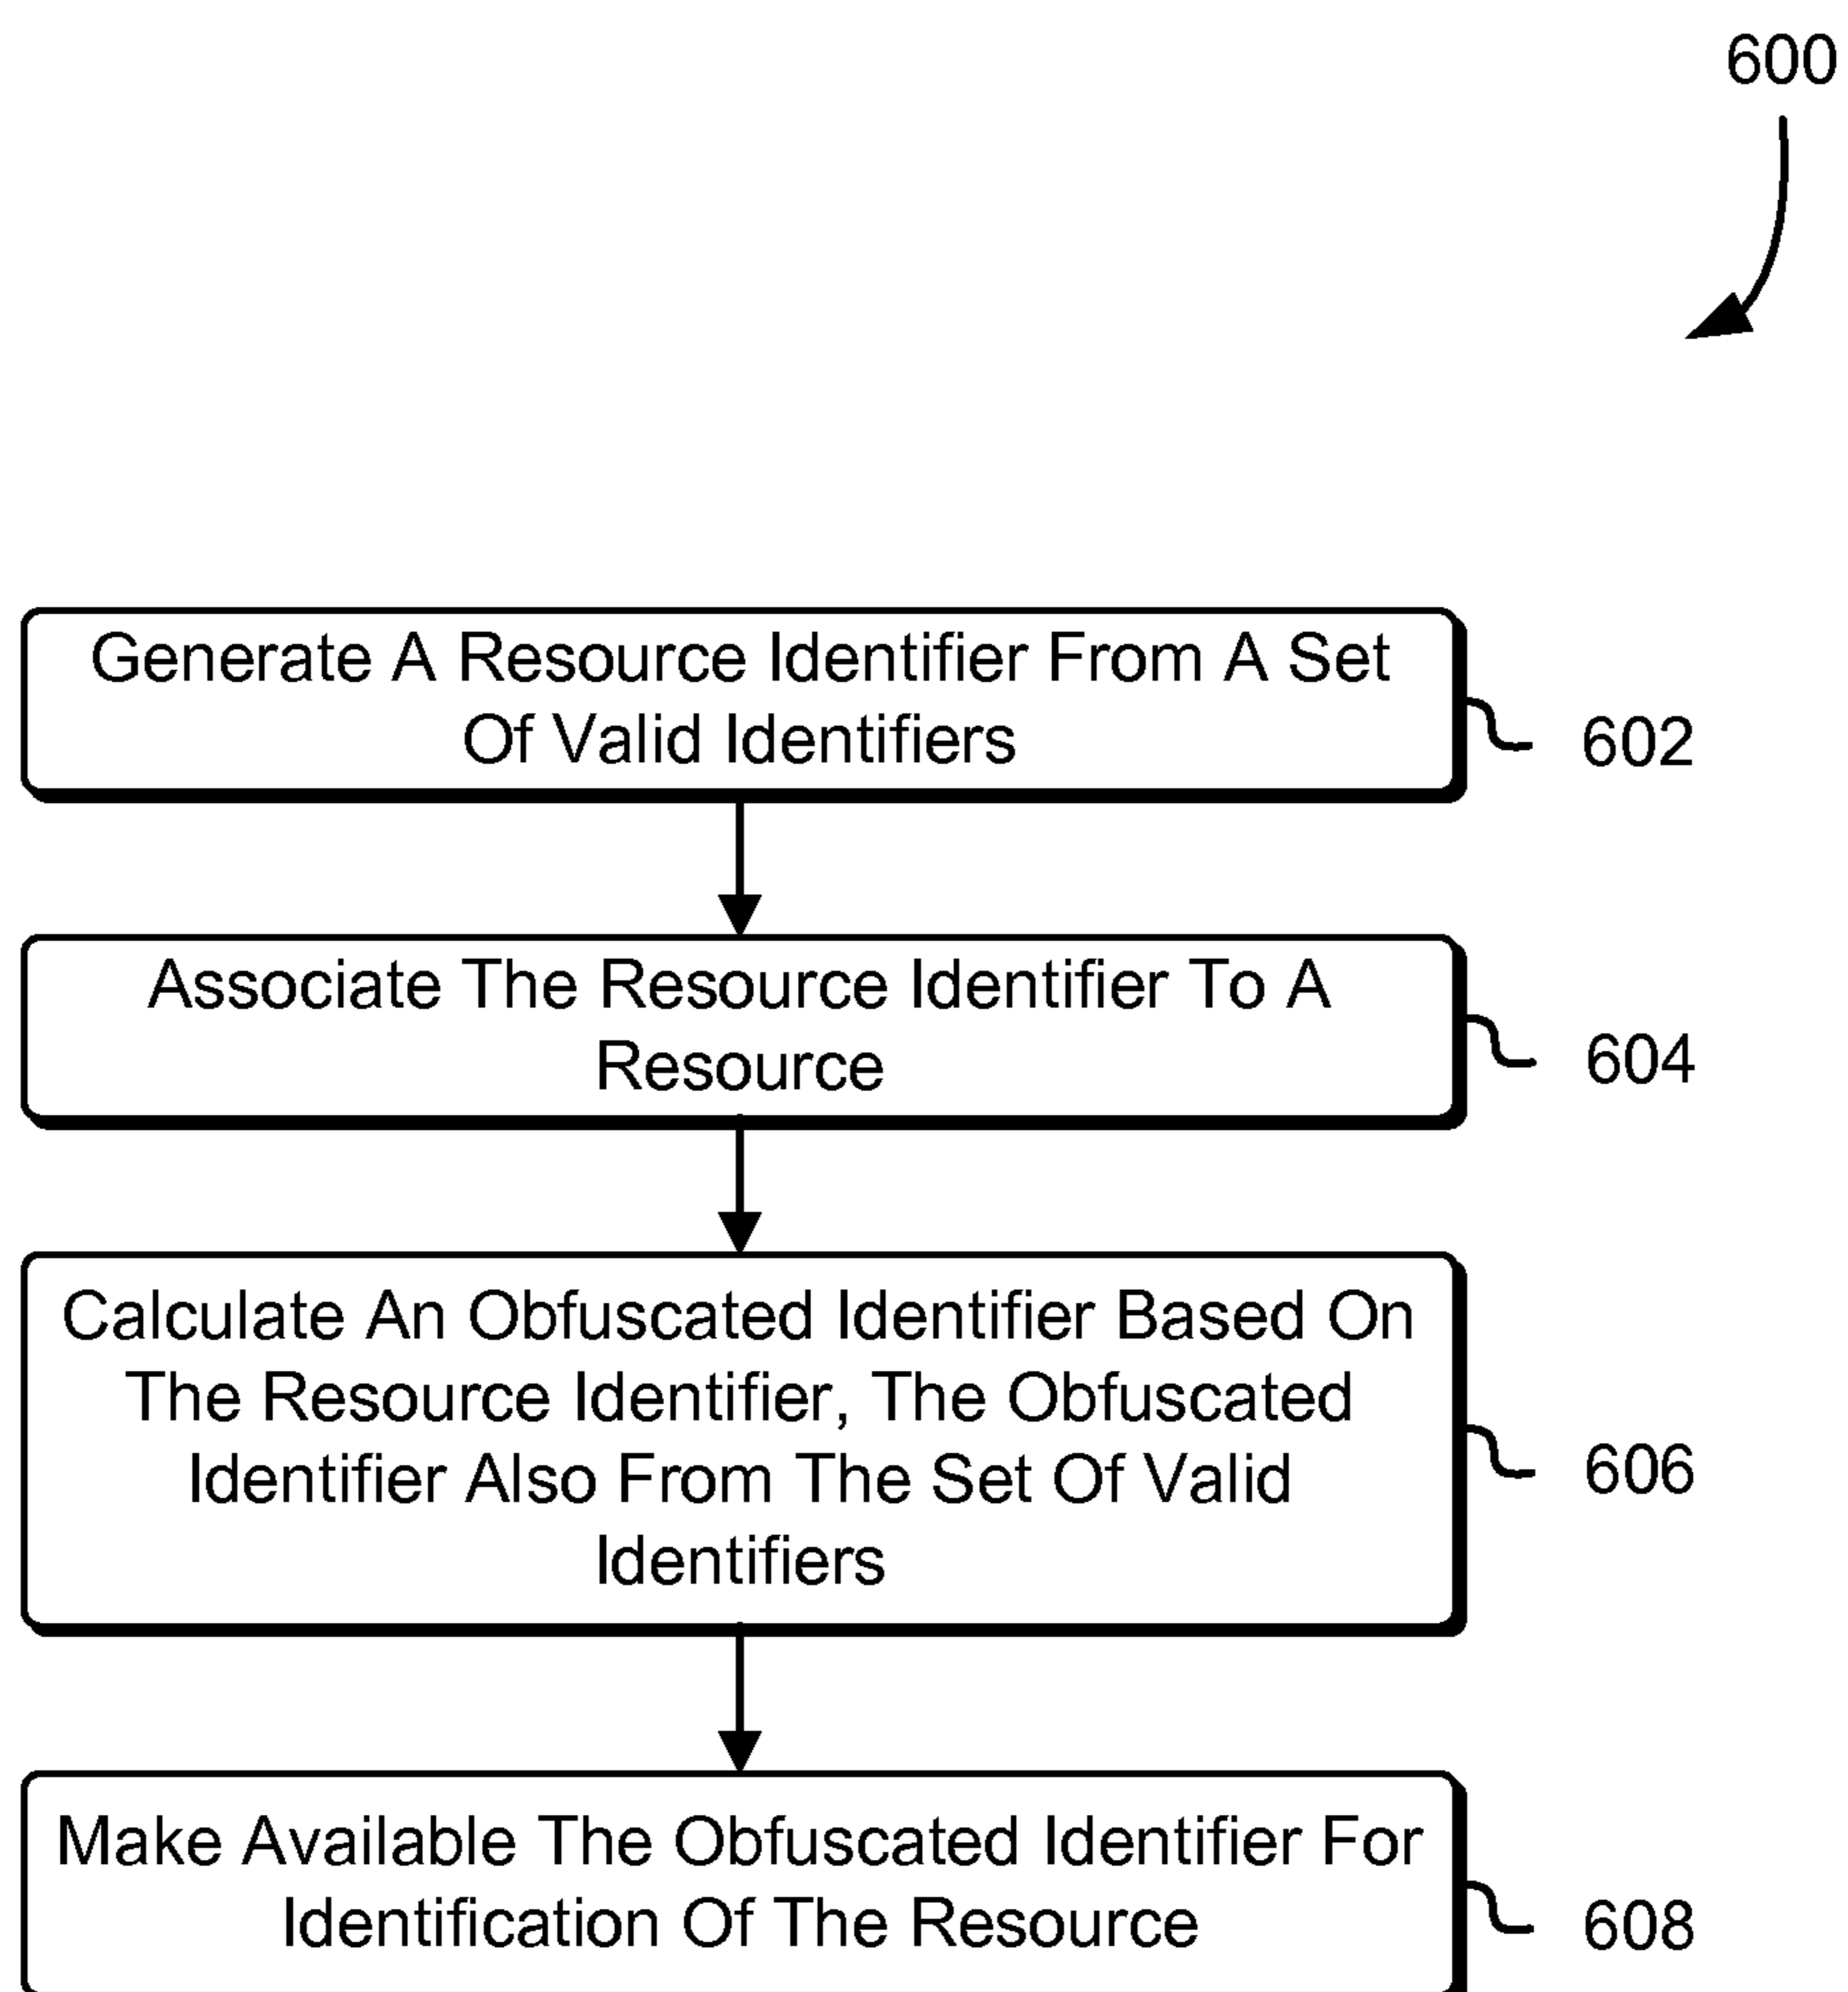 600
Generate A Resource Identifier From A Set
Of Valid Identifiers
602
Associate The Resource Identifier To A
Resource
604
Calculate An Obfuscated Identifier Based On
The Resource Identifier, The Obfuscated
Identifier Also From The Set Of Valid
Identifiers
606
Make Available The Obfuscated Identifier For
Identification Of The Resource
608